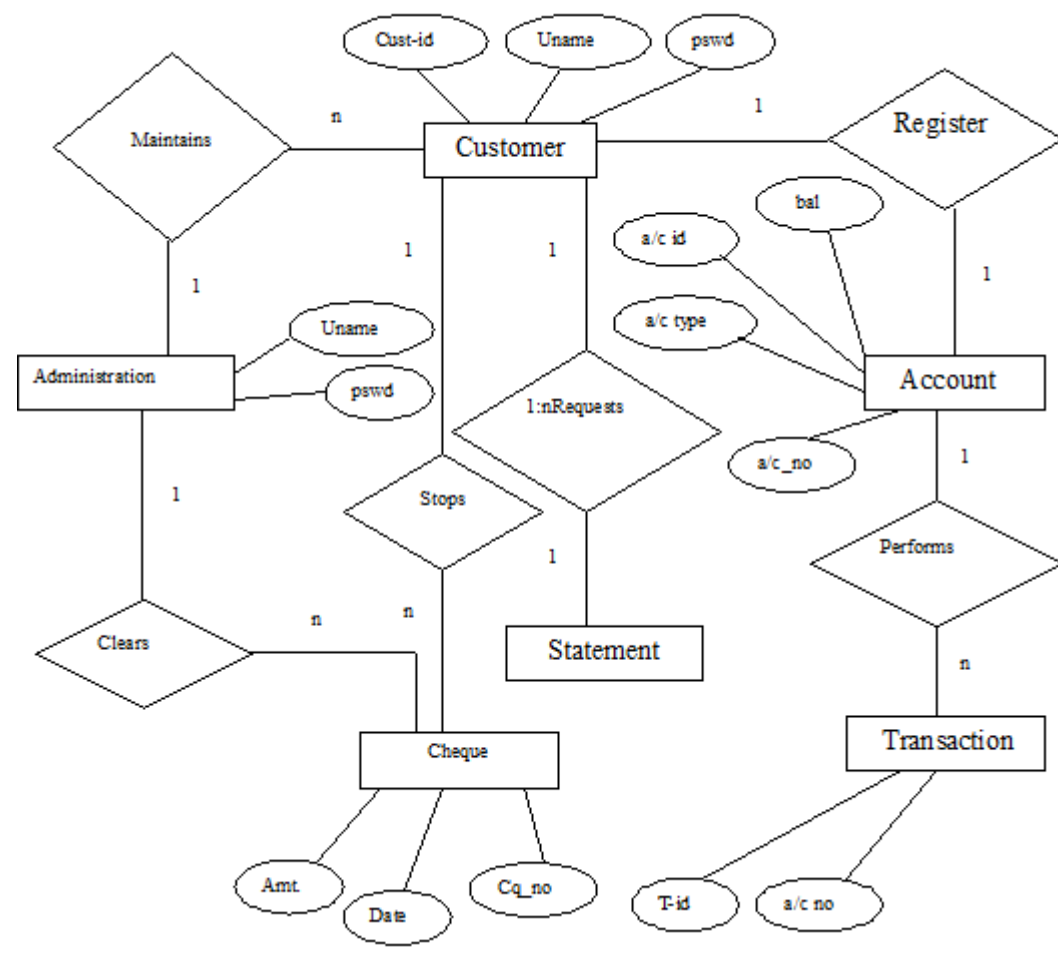 Cust-id
Uname
pswd
n
1
Maintains
Customer
Register
bal
a/c id
1
1
1
1
Uname
a/c type
Administration
pswd
Account
1:nRequests
a/c_no
1
1
Stops
Performs
1
n
n
Clears
Statement
n
Cheque
Transaction
Amt.
Date
Cq_no
T-id
a/c no